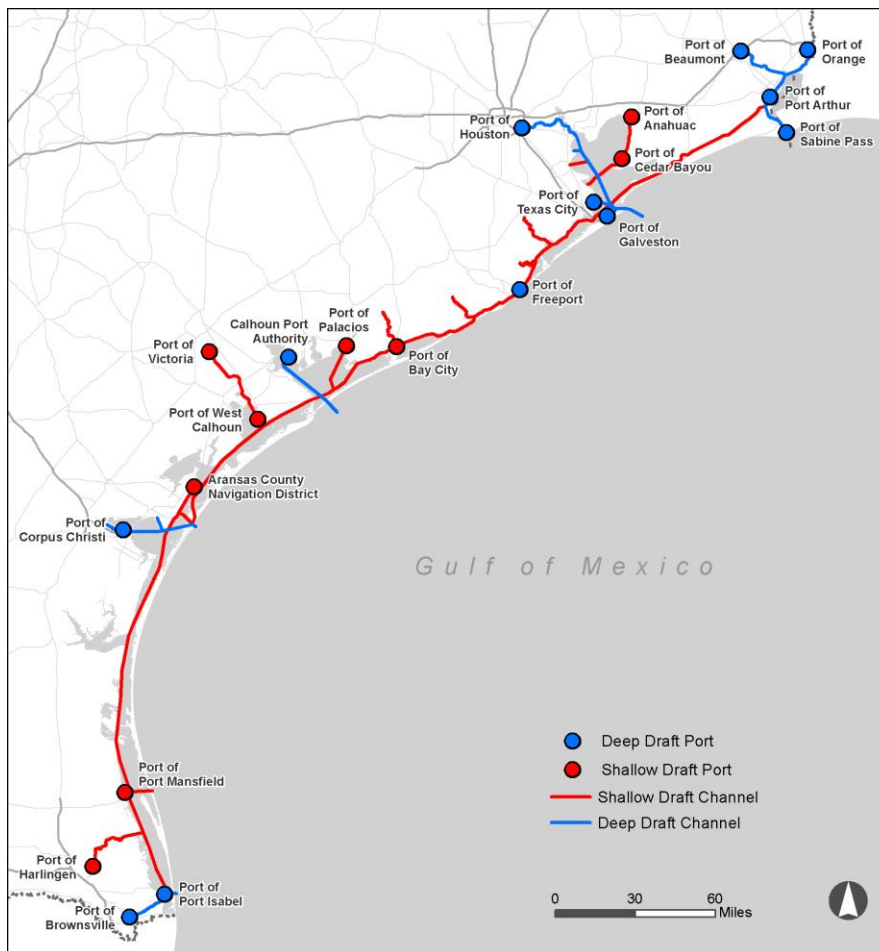 Port of
Beaumont
Port of
Orange
Port of
Port Arthur
Port of
Sabine Pass
Port of
Houston
Port of
Anahuac
Port of
Cedar Bayou
Port of
Texas City
Port of
Galveston
Port of
Freeport
Port of
Palacios
Calhoun Port
Authority
Port of
Victoria
Port of
Bay City
Port of West
Calhoun
Aransas County
Navigation District
Port of
Corpus Christi
Gulf of Mexico
Deep Draft Port
Shallow Draft Port
Shallow Draft Channel
Deep Draft Channel
Port of
Port Mansfield
Port of
Harlingen
Port of
Port Isabel
Port of
Brownsville
0 30 60
Miles